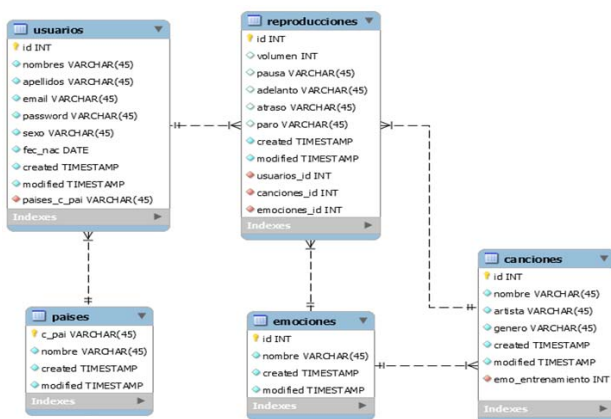 usuarios
id INT
nombres VARCHAR(45)
apellidos VARCHAR(45)
email VARCHAR(45)
password VARCHAR(45)
sexo VARCHAR(45)
fec_nac DATE
created TIMESTAMP
modified TIMESTAMP
paises_c_pai VARCHAR(45)
Indexes
reproducciones
id INT
volumen INT
pausa VARCHAR(45)
adelanto VARCHAR(45)
atraso VARCHAR(45)
paro VARCHAR(45)
created TIMESTAMP
modified TIMESTAMP
usuarios_id INT
canciones_id INT
emociones_id INT
Indexes
canciones
id INT
nombre VARCHAR(45)
artista VARCHAR(45)
genero VARCHAR(45)
created TIMESTAMP
modified TIMESTAMP
emo_entrenamiento INT
Indexes
paises
c_pai VARCHAR(45)
nombre VARCHAR(45)
created TIMESTAMP
modified TIMESTAMP
Indexes
emociones
id INT
nombre VARCHAR(45)
created TIMESTAMP
modified TIMESTAMP
Indexes